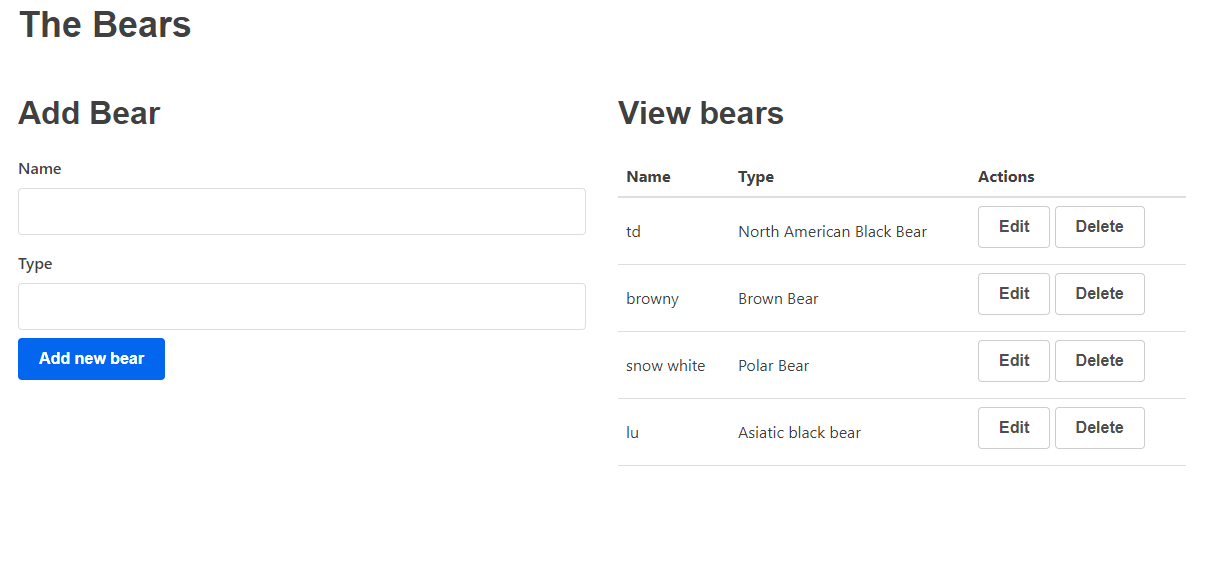 The Bears
Add Bear
Name
Type
Add new bear
View bears
Name Type Actions
td North American Black Bear Edit Delete
browny Brown Bear Edit Delete
snow white Polar Bear Edit Delete
lu Asiatic black bear Edit Delete